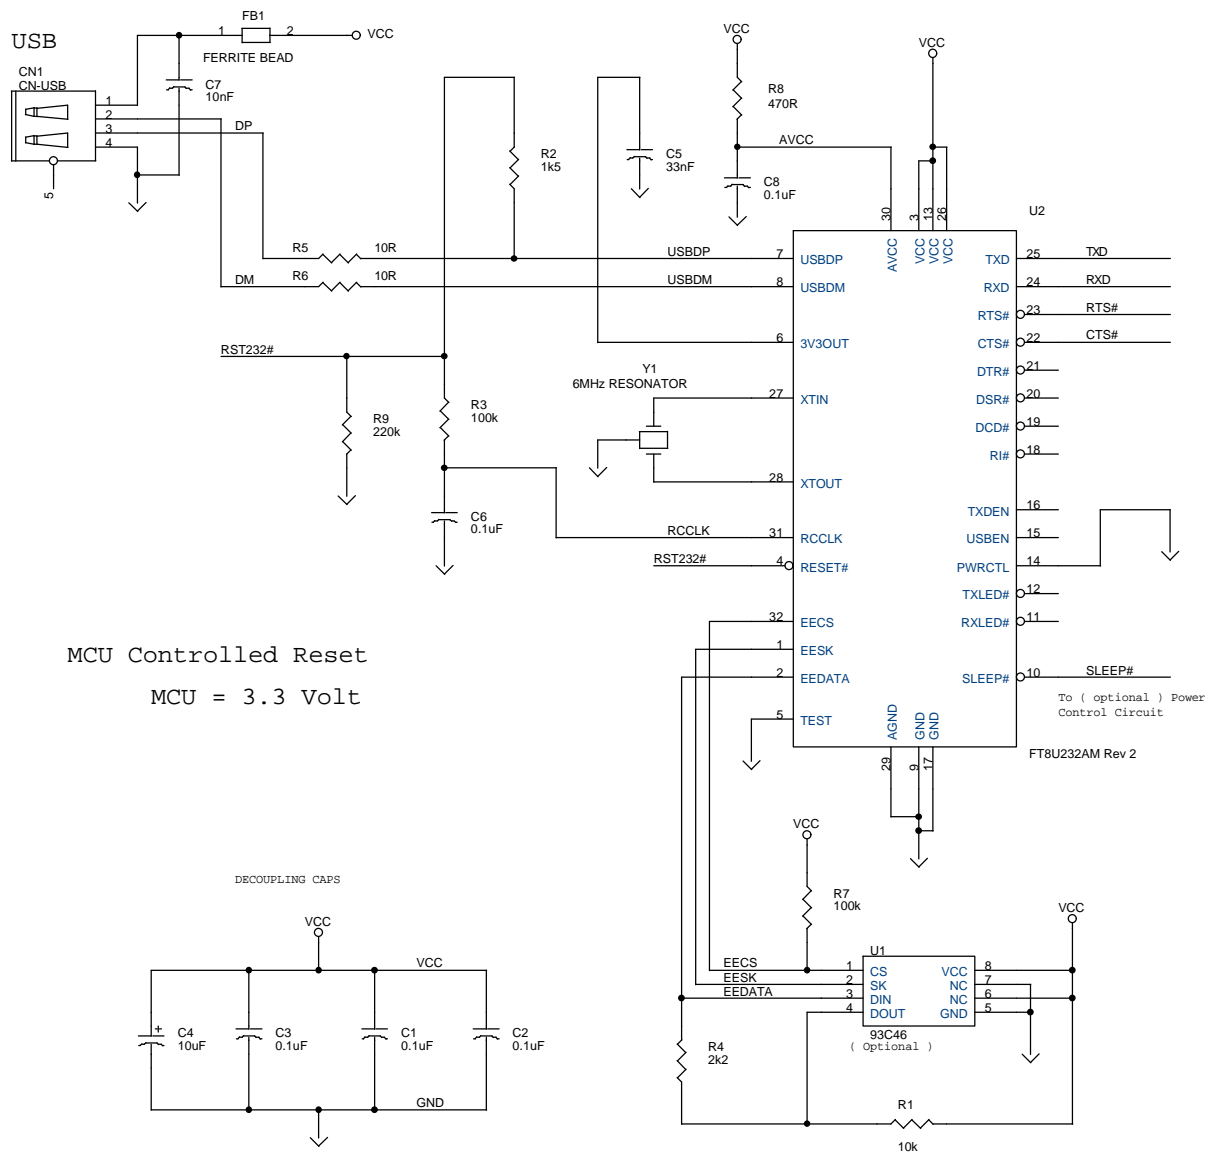 USB
FB1
1 2
VCC
FERRITE BEAD
CN1
CN-USB
C7
10nF
1
2
3
4
5
DP
R2
1k5
C5
33nF
VCC
R8
470R
AVCC
C8
0.1uF
VCC
30
3
13
26
U2
AVCC
VCC
VCC
VCC
R5 10R
USBDP 7 USBDP
DM
R6 10R
USBDM 8 USBDM
6 3V3OUT
RST232#
R9
220k
R3
100k
C6
0.1uF
Y1
6MHz RESONATOR
27 XTIN
28 XTOUT
RCCLK 31 RCCLK
RST232# 4 RESET#
32 EECS
1 EESK
2 EEDATA
5 TEST
TXD 25 TXD
RXD 24 RXD
RTS# 23 RTS#
CTS# 22 CTS#
DTR# 21
DSR# 20
DCD# 19
RI# 18
TXDEN 16
USBEN 15
PWRCTL 14
TXLED# 12
RXLED# 11
SLEEP# 10 SLEEP#
To ( optional ) Power
Control Circuit
AGND
GND
GND
29
9
17
FT8U232AM Rev 2
MCU Controlled Reset
MCU = 3.3 Volt
DECOUPLING CAPS
VCC
VCC
C4
10uF
C3
0.1uF
C1
0.1uF
C2
0.1uF
GND
VCC
R7
100k
VCC
U1
EECS 1 CS VCC 8
EESK 2 SK NC 7
EEDATA 3 DIN NC 6
4 DOUT GND 5
93C46
( Optional )
R4
2k2
R1
10k